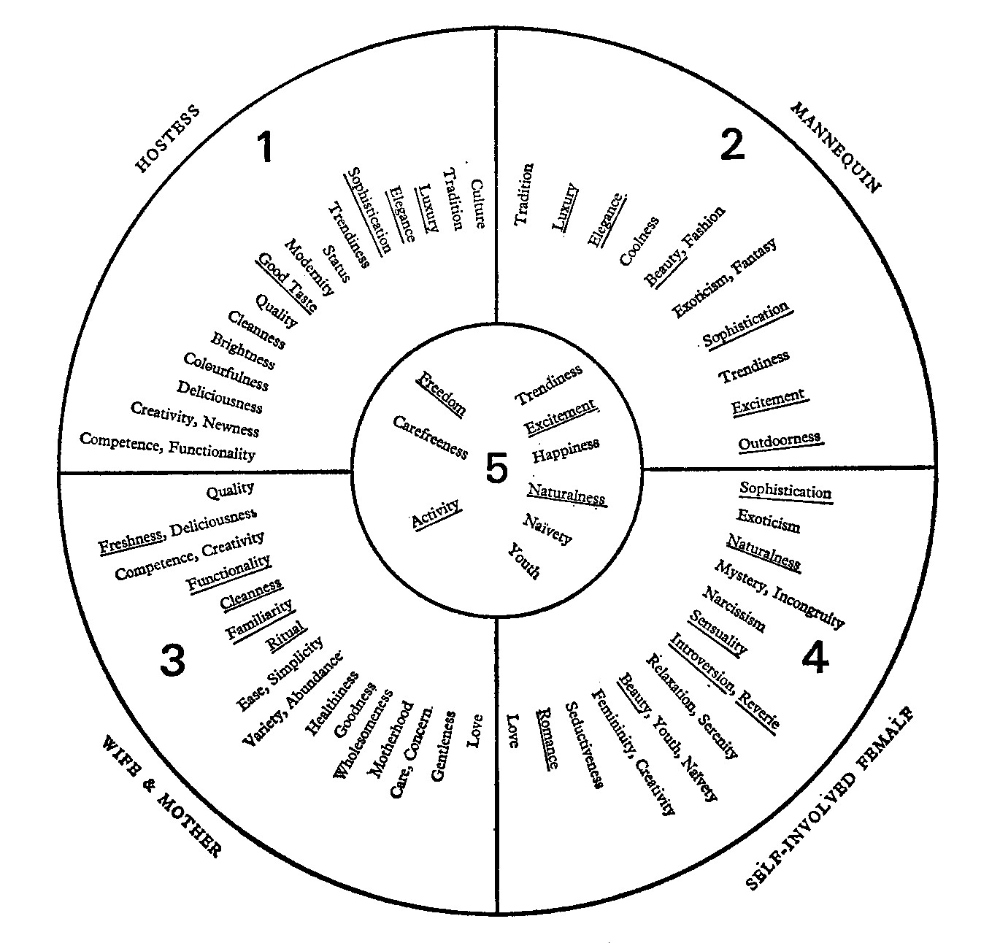 HOSTESS
1
Culture
Tradition
Luxury
Elegance
Sophistication
Trendiness
Status
Modernity
Good Taste
Quality
Cleanness
Brightness
Colourfulness
Deliciousness
Creativity, Newness
Competence, Functionality
MANNEQUIN
2
Tradition
Luxury
Elegance
Coolness
Beauty, Fashion
Exoticism, Fantasy
Sophistication
Trendiness
Excitement
Outdoorness
WIFE & MOTHER
3
Quality
Freshness, Deliciousness
Competence, Creativity
Functionality
Cleanness
Familiarity
Ritual
Ease, Simplicity
Variety, Abundance
Healthiness
Goodness
Wholesomeness
Motherhood
Care, Concern
Gentleness
Love
SELF-INVOLVED FEMALE
4
Sophistication
Exoticism
Naturalness
Mystery, Incongruity
Narcissism
Sensuality
Introversion, Reverie
Relaxation, Serenity
Beauty, Youth, Naïvety
Femininity, Creativity
Seductiveness
Romance
Love
5
Freedom
Carefreeness
Activity
Trendiness
Excitement
Happiness
Naturalness
Naïvety
Youth